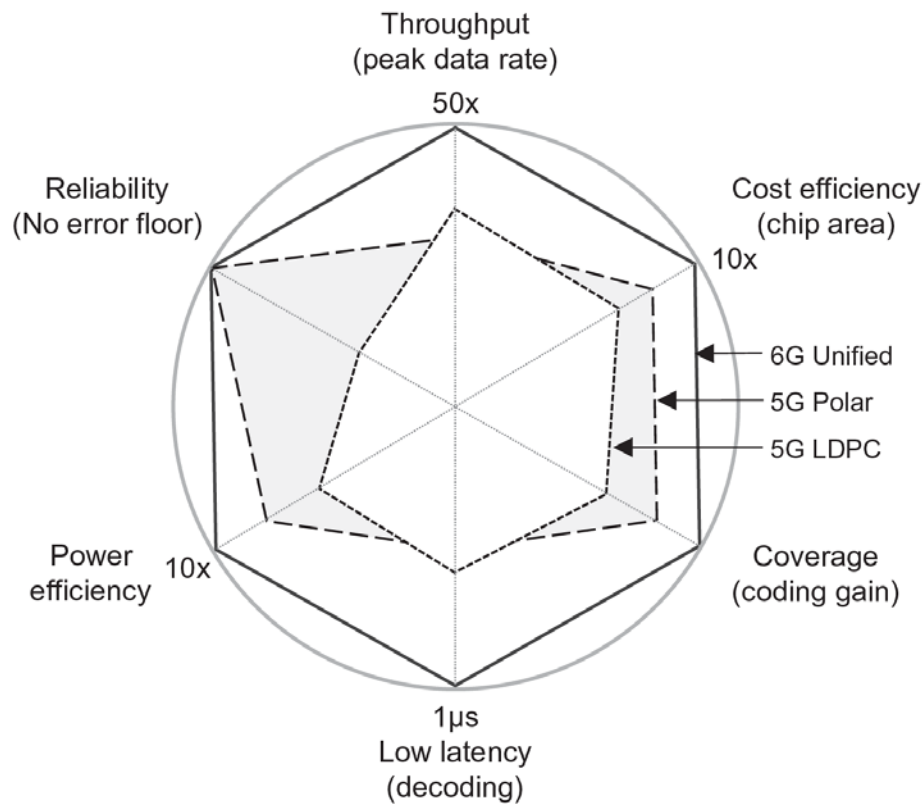 Throughput
(peak data rate)
50x
Reliability
(No error floor)
Cost efficiency
(chip area)
10x
6G Unified
5G Polar
5G LDPC
Power
efficiency
10x
Coverage
(coding gain)
1µs
Low latency
(decoding)